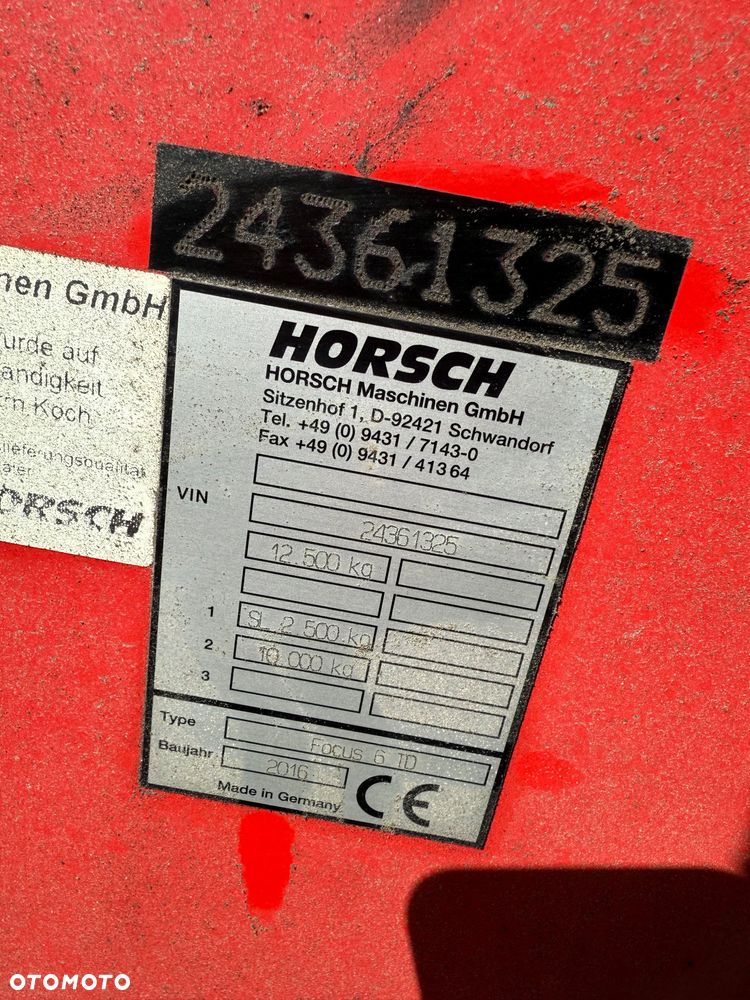 24361325
nen GmbH
urde auf
andigkeit
rn Koch
HORSCH
HORSCH
HORSCH Maschinen GmbH
Sitzenhof 1, D-92421 Schwandorf
Tel. +49 (0) 9431 / 7143-0
Fax +49 (0) 9431 / 413 64
VIN
24361325
12.500 kg
1 SL 2.500 kg
2 10.000 kg
3
Type Focus 6 TD
Baujahr 2016
Made in Germany CE
OTOMOTO